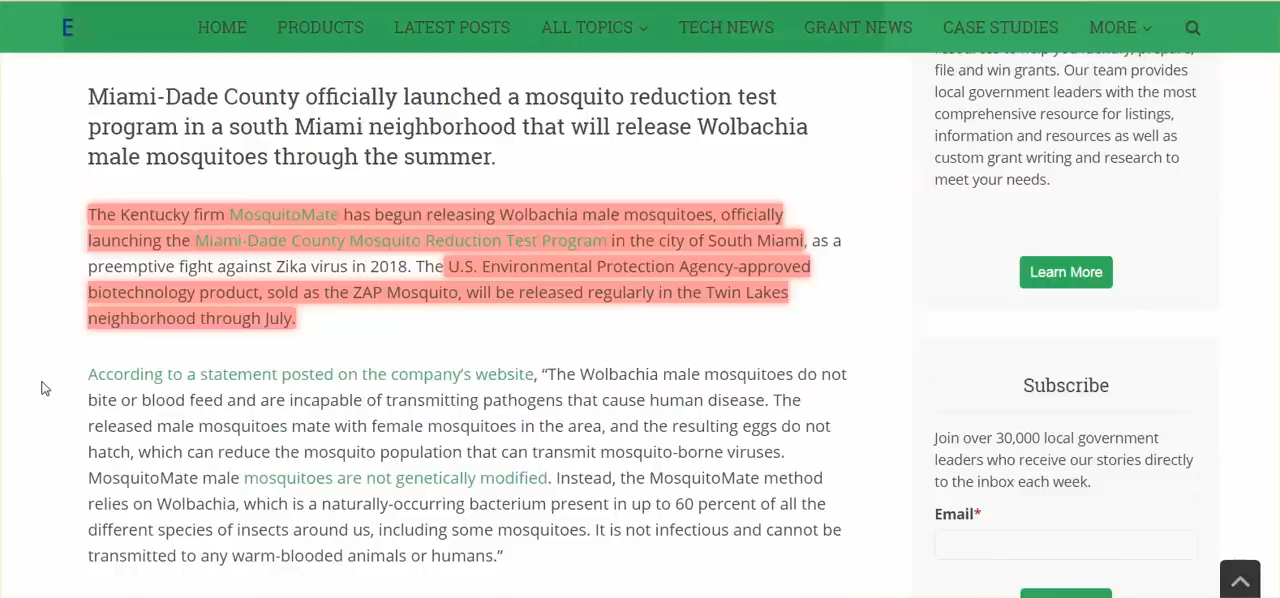 E
HOME PRODUCTS LATEST POSTS ALL TOPICS TECH NEWS GRANT NEWS CASE STUDIES MORE
Miami-Dade County officially launched a mosquito reduction test
program in a south Miami neighborhood that will release Wolbachia
male mosquitoes through the summer.
The Kentucky firm MosquitoMate has begun releasing Wolbachia male mosquitoes, officially
launching the Miami-Dade County Mosquito Reduction Test Program in the city of South Miami, as a
preemptive fight against Zika virus in 2018. The U.S. Environmental Protection Agency-approved
biotechnology product, sold as the ZAP Mosquito, will be released regularly in the Twin Lakes
neighborhood through July.
According to a statement posted on the company's website, “The Wolbachia male mosquitoes do not
bite or blood feed and are incapable of transmitting pathogens that cause human disease. The
released male mosquitoes mate with female mosquitoes in the area, and the resulting eggs do not
hatch, which can reduce the mosquito population that can transmit mosquito-borne viruses.
MosquitoMate male mosquitoes are not genetically modified. Instead, the MosquitoMate method
relies on Wolbachia, which is a naturally-occurring bacterium present in up to 60 percent of all the
different species of insects around us, including some mosquitoes. It is not infectious and cannot be
transmitted to any warm-blooded animals or humans.”
resources to help you identify, prepare,
file and win grants. Our team provides
local government leaders with the most
comprehensive resource for listings,
information and resources as well as
custom grant writing and research to
meet your needs.
Learn More
Subscribe
Join over 30,000 local government
leaders who receive our stories directly
to the inbox each week.
Email*